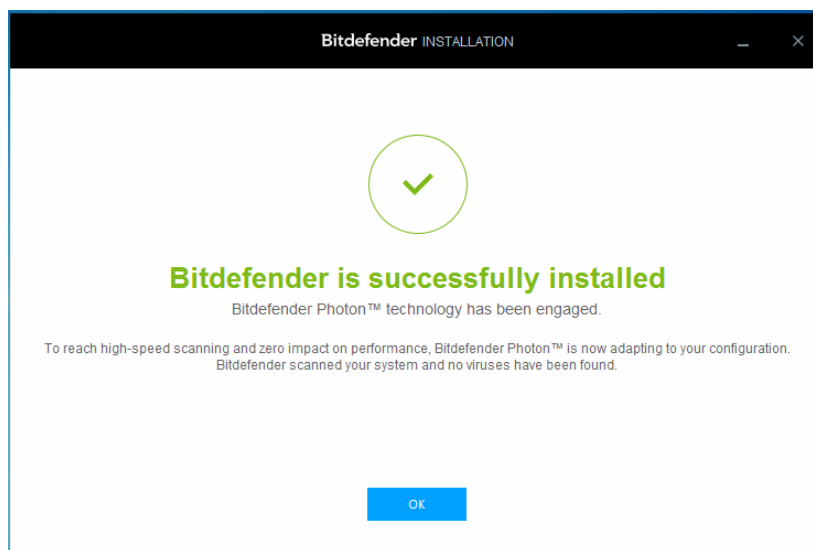 Bitdefender INSTALLATION
Bitdefender is successfully installed
Bitdefender Photon™ technology has been engaged.
To reach high-speed scanning and zero impact on performance, Bitdefender Photon™ is now adapting to your configuration.
Bitdefender scanned your system and no viruses have been found.
OK